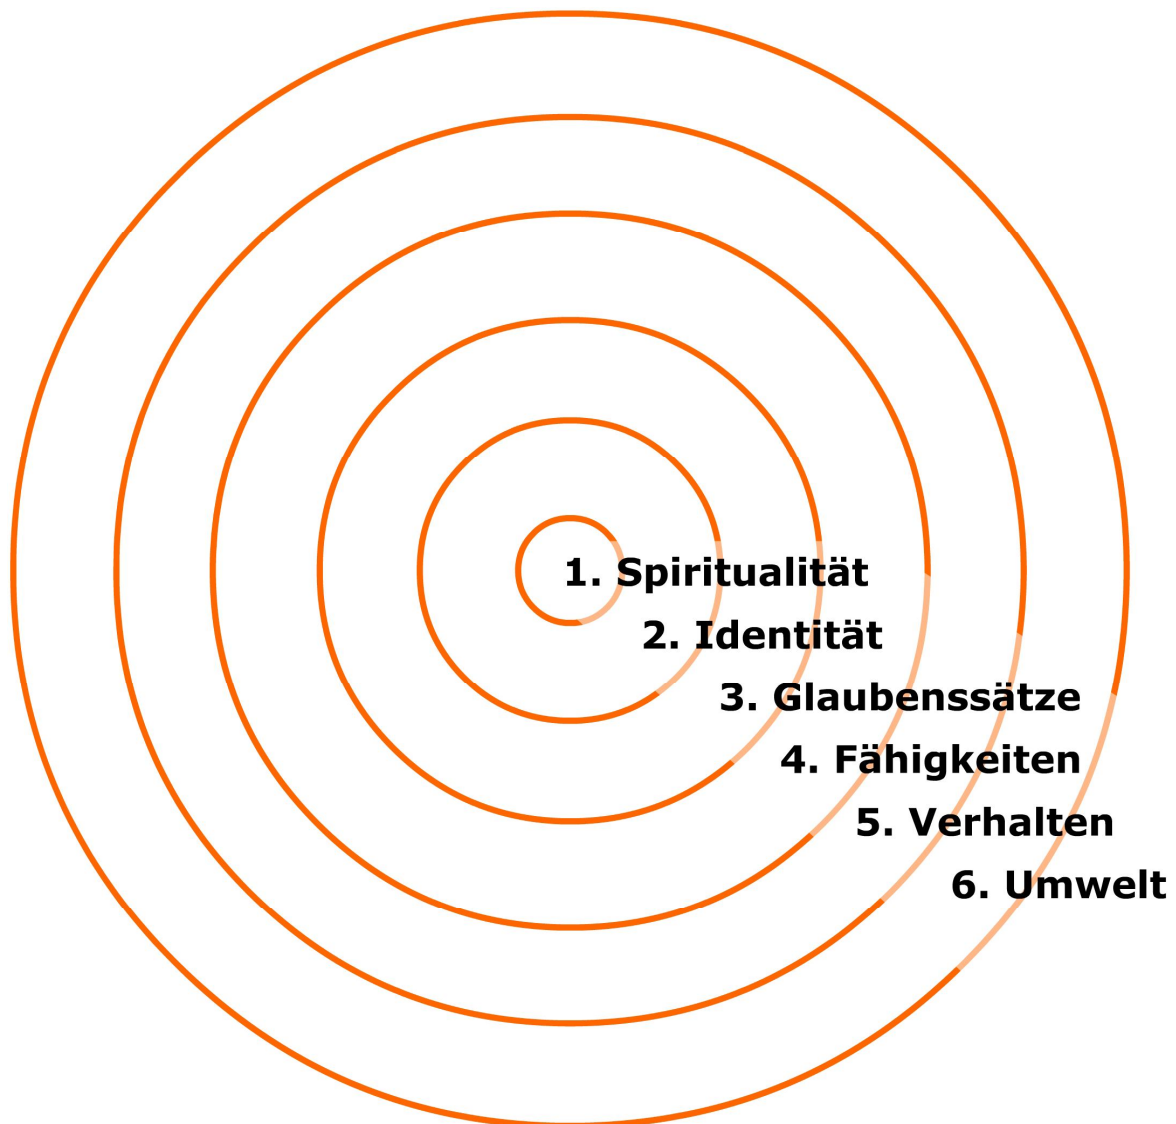 1. Spiritualität
2. Identität
3. Glaubenssätze
4. Fähigkeiten
5. Verhalten
6. Umwelt